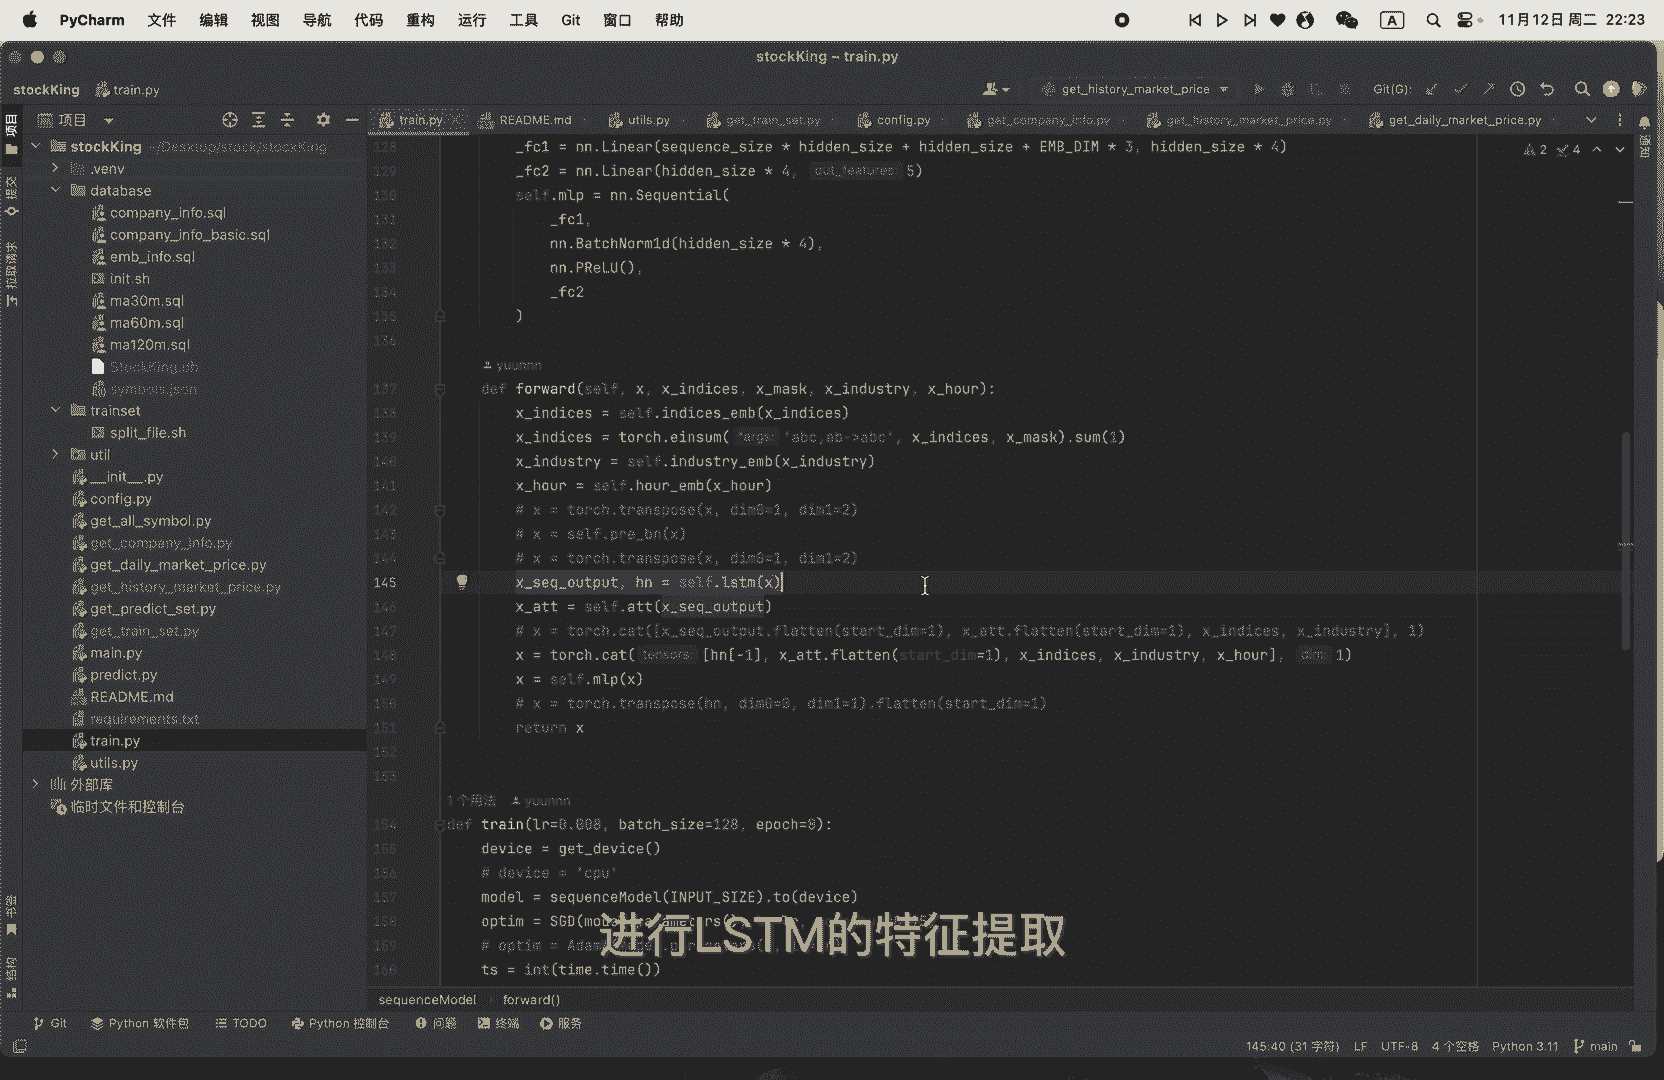 PyCharm 文件 编辑 视图 导航 代码 重构 运行 工具 Git 窗口 帮助 A 11月12日 周二 22:23
stockKing – train.py
stockKing train.py get_history_market_price Git(G):
项目 train.py README.md utils.py get_train_set.py config.py get_company_info.py get_history_market_price.py get_daily_market_price.py
项目
提交
拉取请求
书签
结构
通知
stockKing ~/Desktop/stock/stockKing
.venv
database
company_info.sql
company_info_basic.sql
emb_info.sql
init.sh
ma30m.sql
ma60m.sql
ma120m.sql
StockKing.db
symbols.json
trainset
split_file.sh
util
__init__.py
config.py
get_all_symbol.py
get_company_info.py
get_daily_market_price.py
get_history_market_price.py
get_predict_set.py
get_train_set.py
main.py
predict.py
README.md
requirements.txt
train.py
utils.py
外部库
临时文件和控制台
2 4
128 _fc1 = nn.Linear(sequence_size * hidden_size + hidden_size + EMB_DIM * 3, hidden_size * 4)
129 _fc2 = nn.Linear(hidden_size * 4, out_features: 5)
130 self.mlp = nn.Sequential(
131 _fc1,
132 nn.BatchNorm1d(hidden_size * 4),
133 nn.PReLU(),
134 _fc2
135 )
136
yuunnn
137 def forward(self, x, x_indices, x_mask, x_industry, x_hour):
138 x_indices = self.indices_emb(x_indices)
139 x_indices = torch.einsum( *args: 'abc,ab->abc', x_indices, x_mask).sum(1)
140 x_industry = self.industry_emb(x_industry)
141 x_hour = self.hour_emb(x_hour)
142 # x = torch.transpose(x, dim0=1, dim1=2)
143 # x = self.pre_bn(x)
144 # x = torch.transpose(x, dim0=1, dim1=2)
145 x_seq_output, hn = self.lstm(x)
146 x_att = self.att(x_seq_output)
147 # x = torch.cat([x_seq_output.flatten(start_dim=1), x_att.flatten(start_dim=1), x_indices, x_industry], 1)
148 x = torch.cat( tensors: [hn[-1], x_att.flatten(start_dim=1), x_indices, x_industry, x_hour], dim: 1)
149 x = self.mlp(x)
150 # x = torch.transpose(hn, dim0=0, dim1=1).flatten(start_dim=1)
151 return x
152
153
1 个用法 yuunnn
154 def train(lr=0.008, batch_size=128, epoch=8):
155 device = get_device()
156 # device = 'cpu'
157 model = sequenceModel(INPUT_SIZE).to(device)
158 optim = SGD(
159 # optim =
160 ts = int(time.time())
进行LSTM的特征提取
sequenceModel forward()
Git Python 软件包 TODO Python 控制台 问题 终端 服务
145:40 (31 字符) LF UTF-8 4 个空格 Python 3.11 main